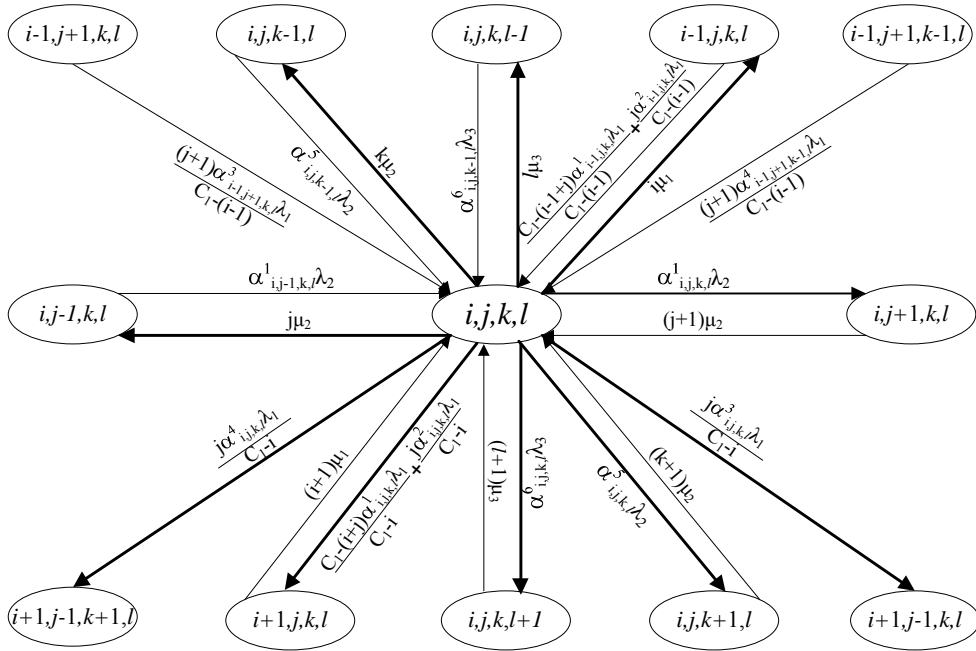 i-1,j+1,k,l
i,j,k-1,l
i,j,k,l-1
i-1,j,k,l
i-1,j+1,k-1,l
(j+1)α³i-1,j+1,k,lλ1
C1-(i-1)
α⁵i,j,k-1,lλ2
kμ2
α⁶i,j,k-1,lλ3
lμ3
C1-(i-1+j)α¹i-1,j,k,lλ1 + jα²i-1,j,k,lλ1
C1-(i-1) C1-(i-1)
iμ1
(j+1)α⁴i-1,j+1,k-1,lλ1
C1-(i-1)
i,j-1,k,l
α¹i,j-1,k,lλ2
jμ2
i,j,k,l
α¹i,j,k,lλ2
(j+1)μ2
i,j+1,k,l
jα⁴i,j,k,lλ1
C1-i
(i+1)μ1
C1-(i+j)α¹i,j,k,lλ1 + jα²i,j,k,lλ1
C1-i C1-i
(l+1)μ3
α⁶i,j,k,lλ3
α⁵i,j,k,lλ2
(k+1)μ2
jα³i,j,k,lλ1
C1-i
i+1,j-1,k+1,l
i+1,j,k,l
i,j,k,l+1
i,j,k+1,l
i+1,j-1,k,l